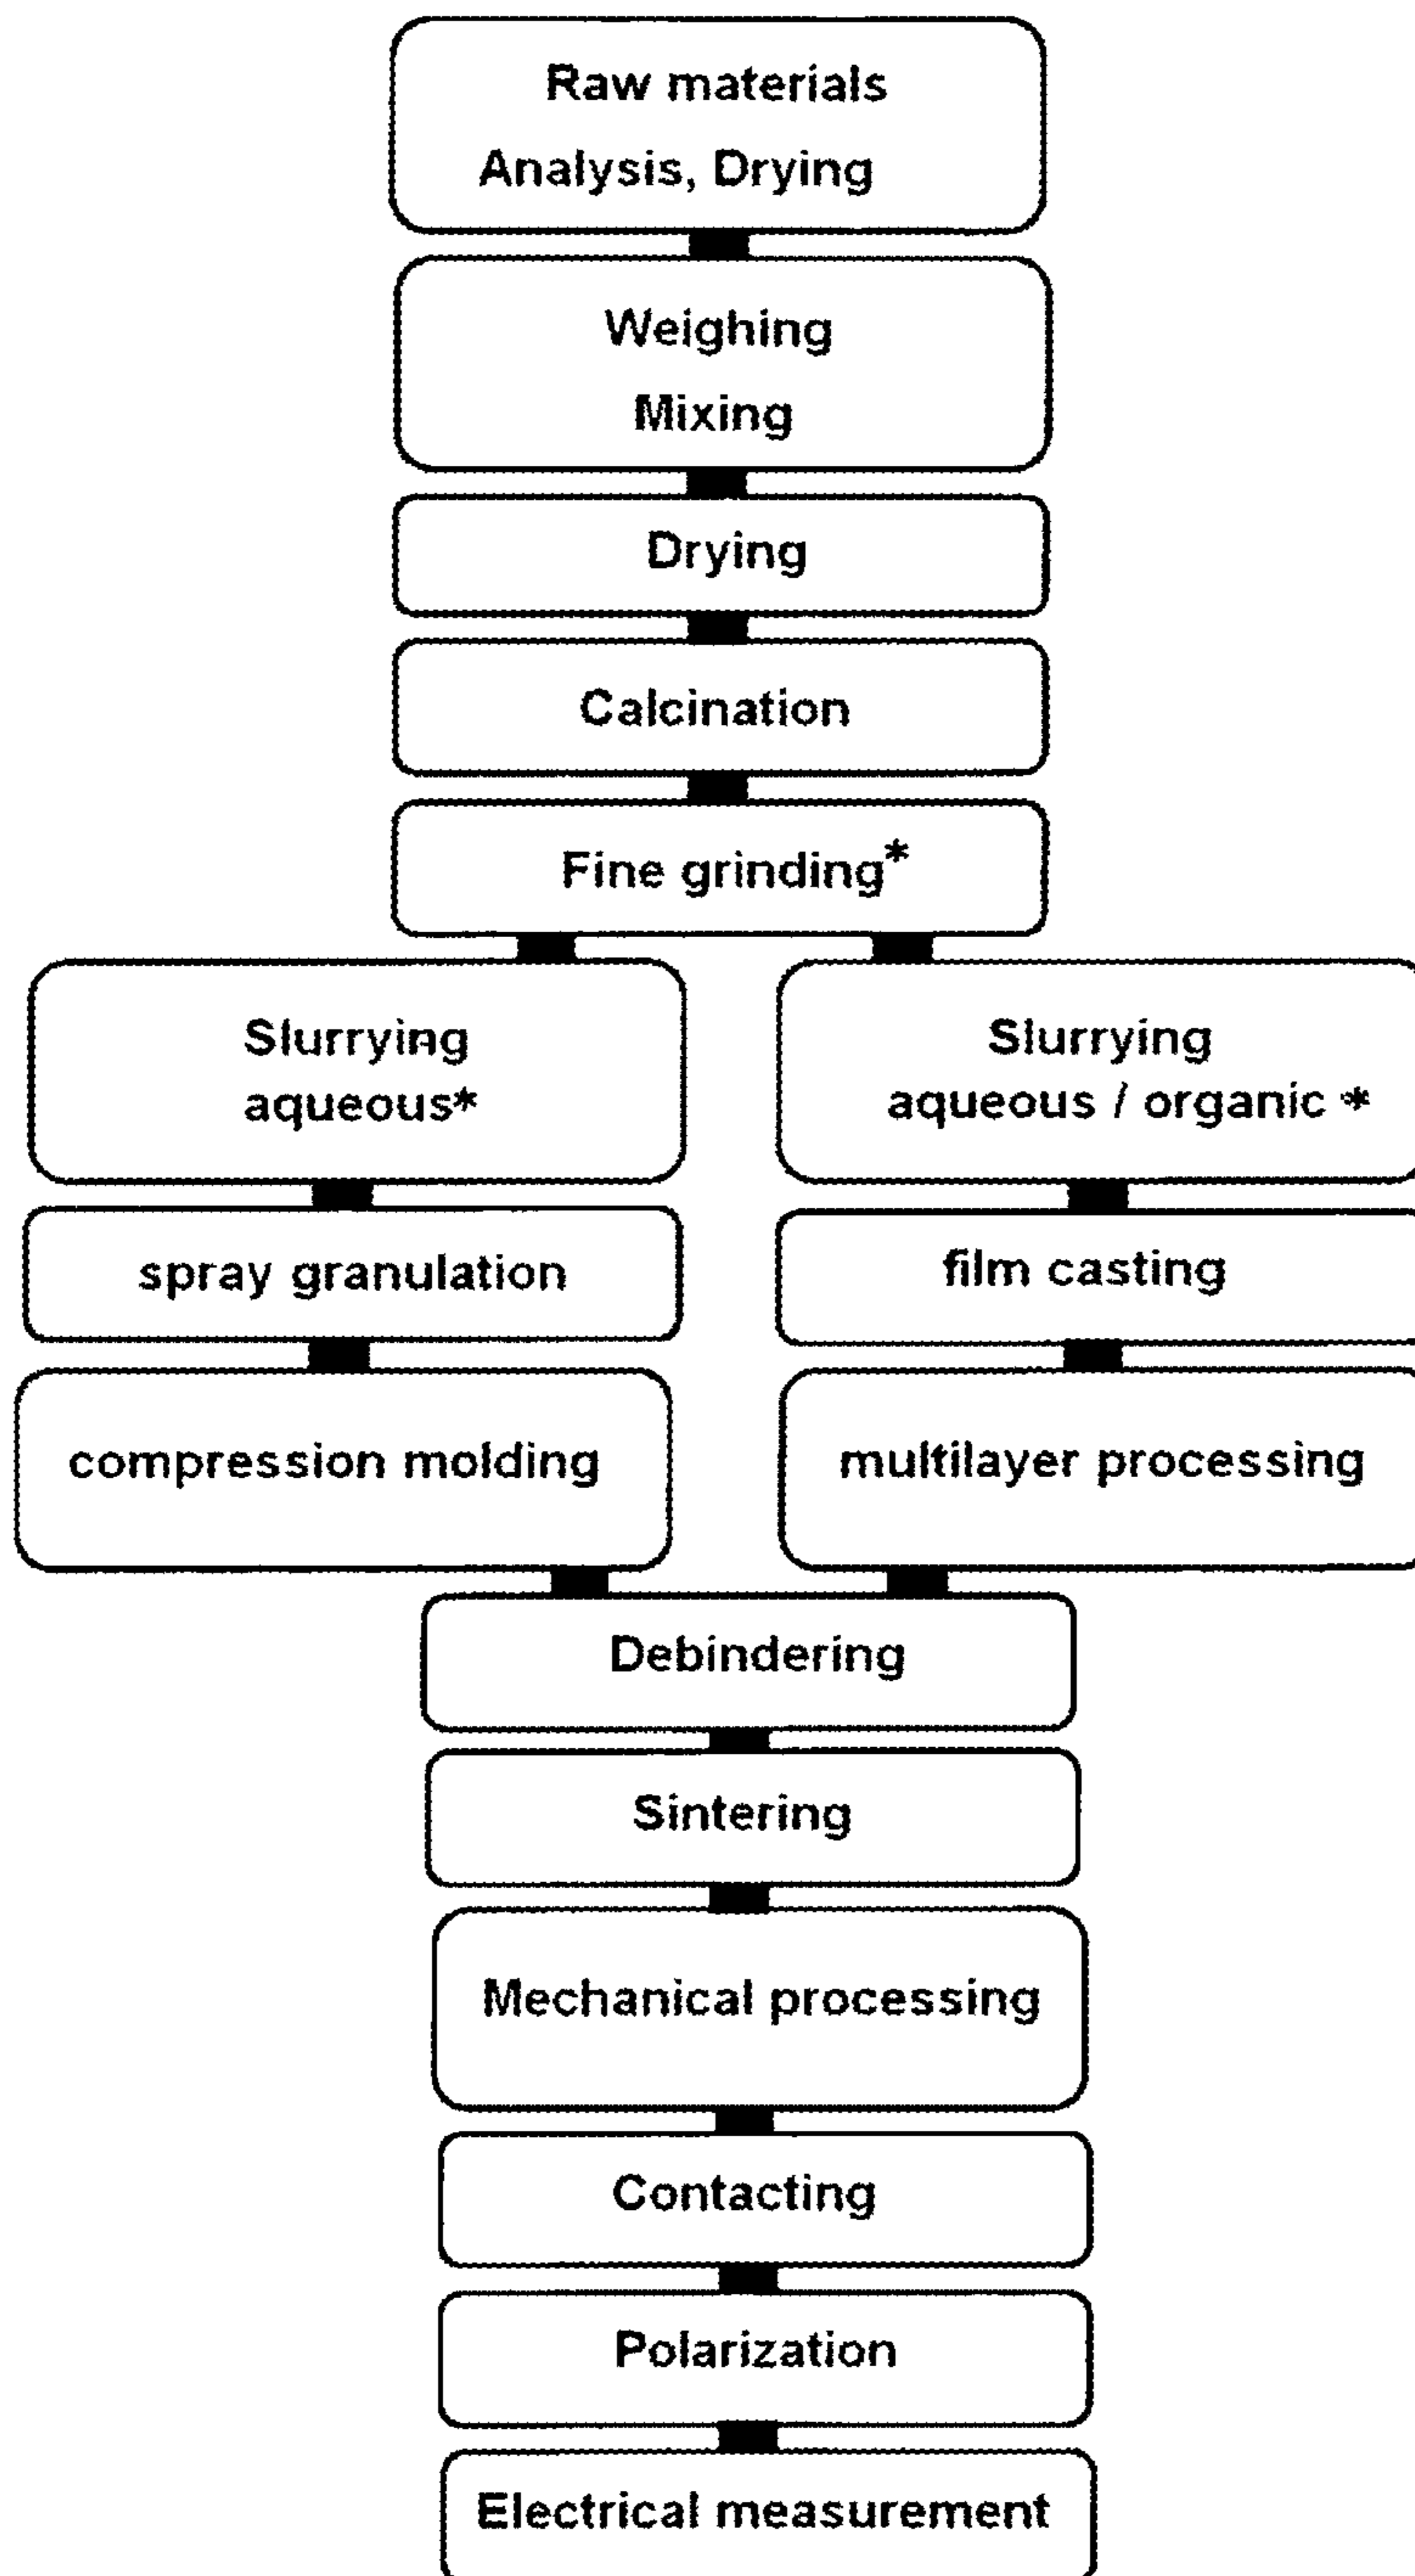 Raw materials
Analysis, Drying
Weighing
Mixing
Drying
Calcination
Fine grinding*
Slurrying
aqueous*
Slurrying
aqueous / organic *
spray granulation
film casting
compression molding
multilayer processing
Debindering
Sintering
Mechanical processing
Contacting
Polarization
Electrical measurement